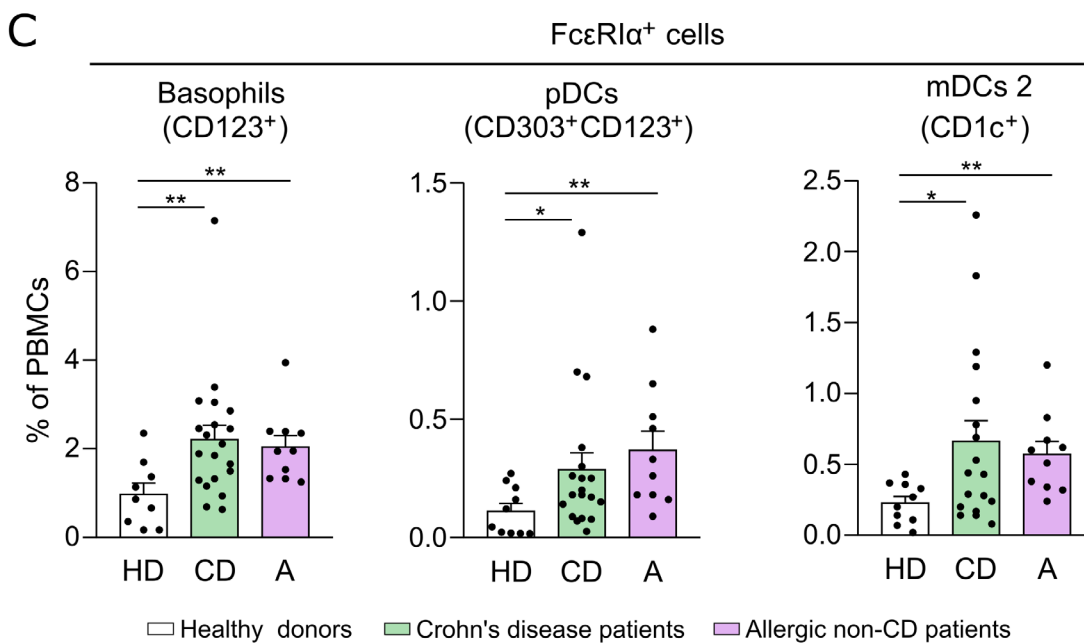 C
FcεRIα⁺ cells
Basophils
(CD123⁺)
pDCs
(CD303⁺CD123⁺)
mDCs 2
(CD1c⁺)
% of PBMCs
8
6
4
2
0
**
**
HD CD A
1.5
1.0
0.5
0.0
**
*
HD CD A
2.5
2.0
1.5
1.0
0.5
0.0
**
*
HD CD A
Healthy donors Crohn's disease patients Allergic non-CD patients